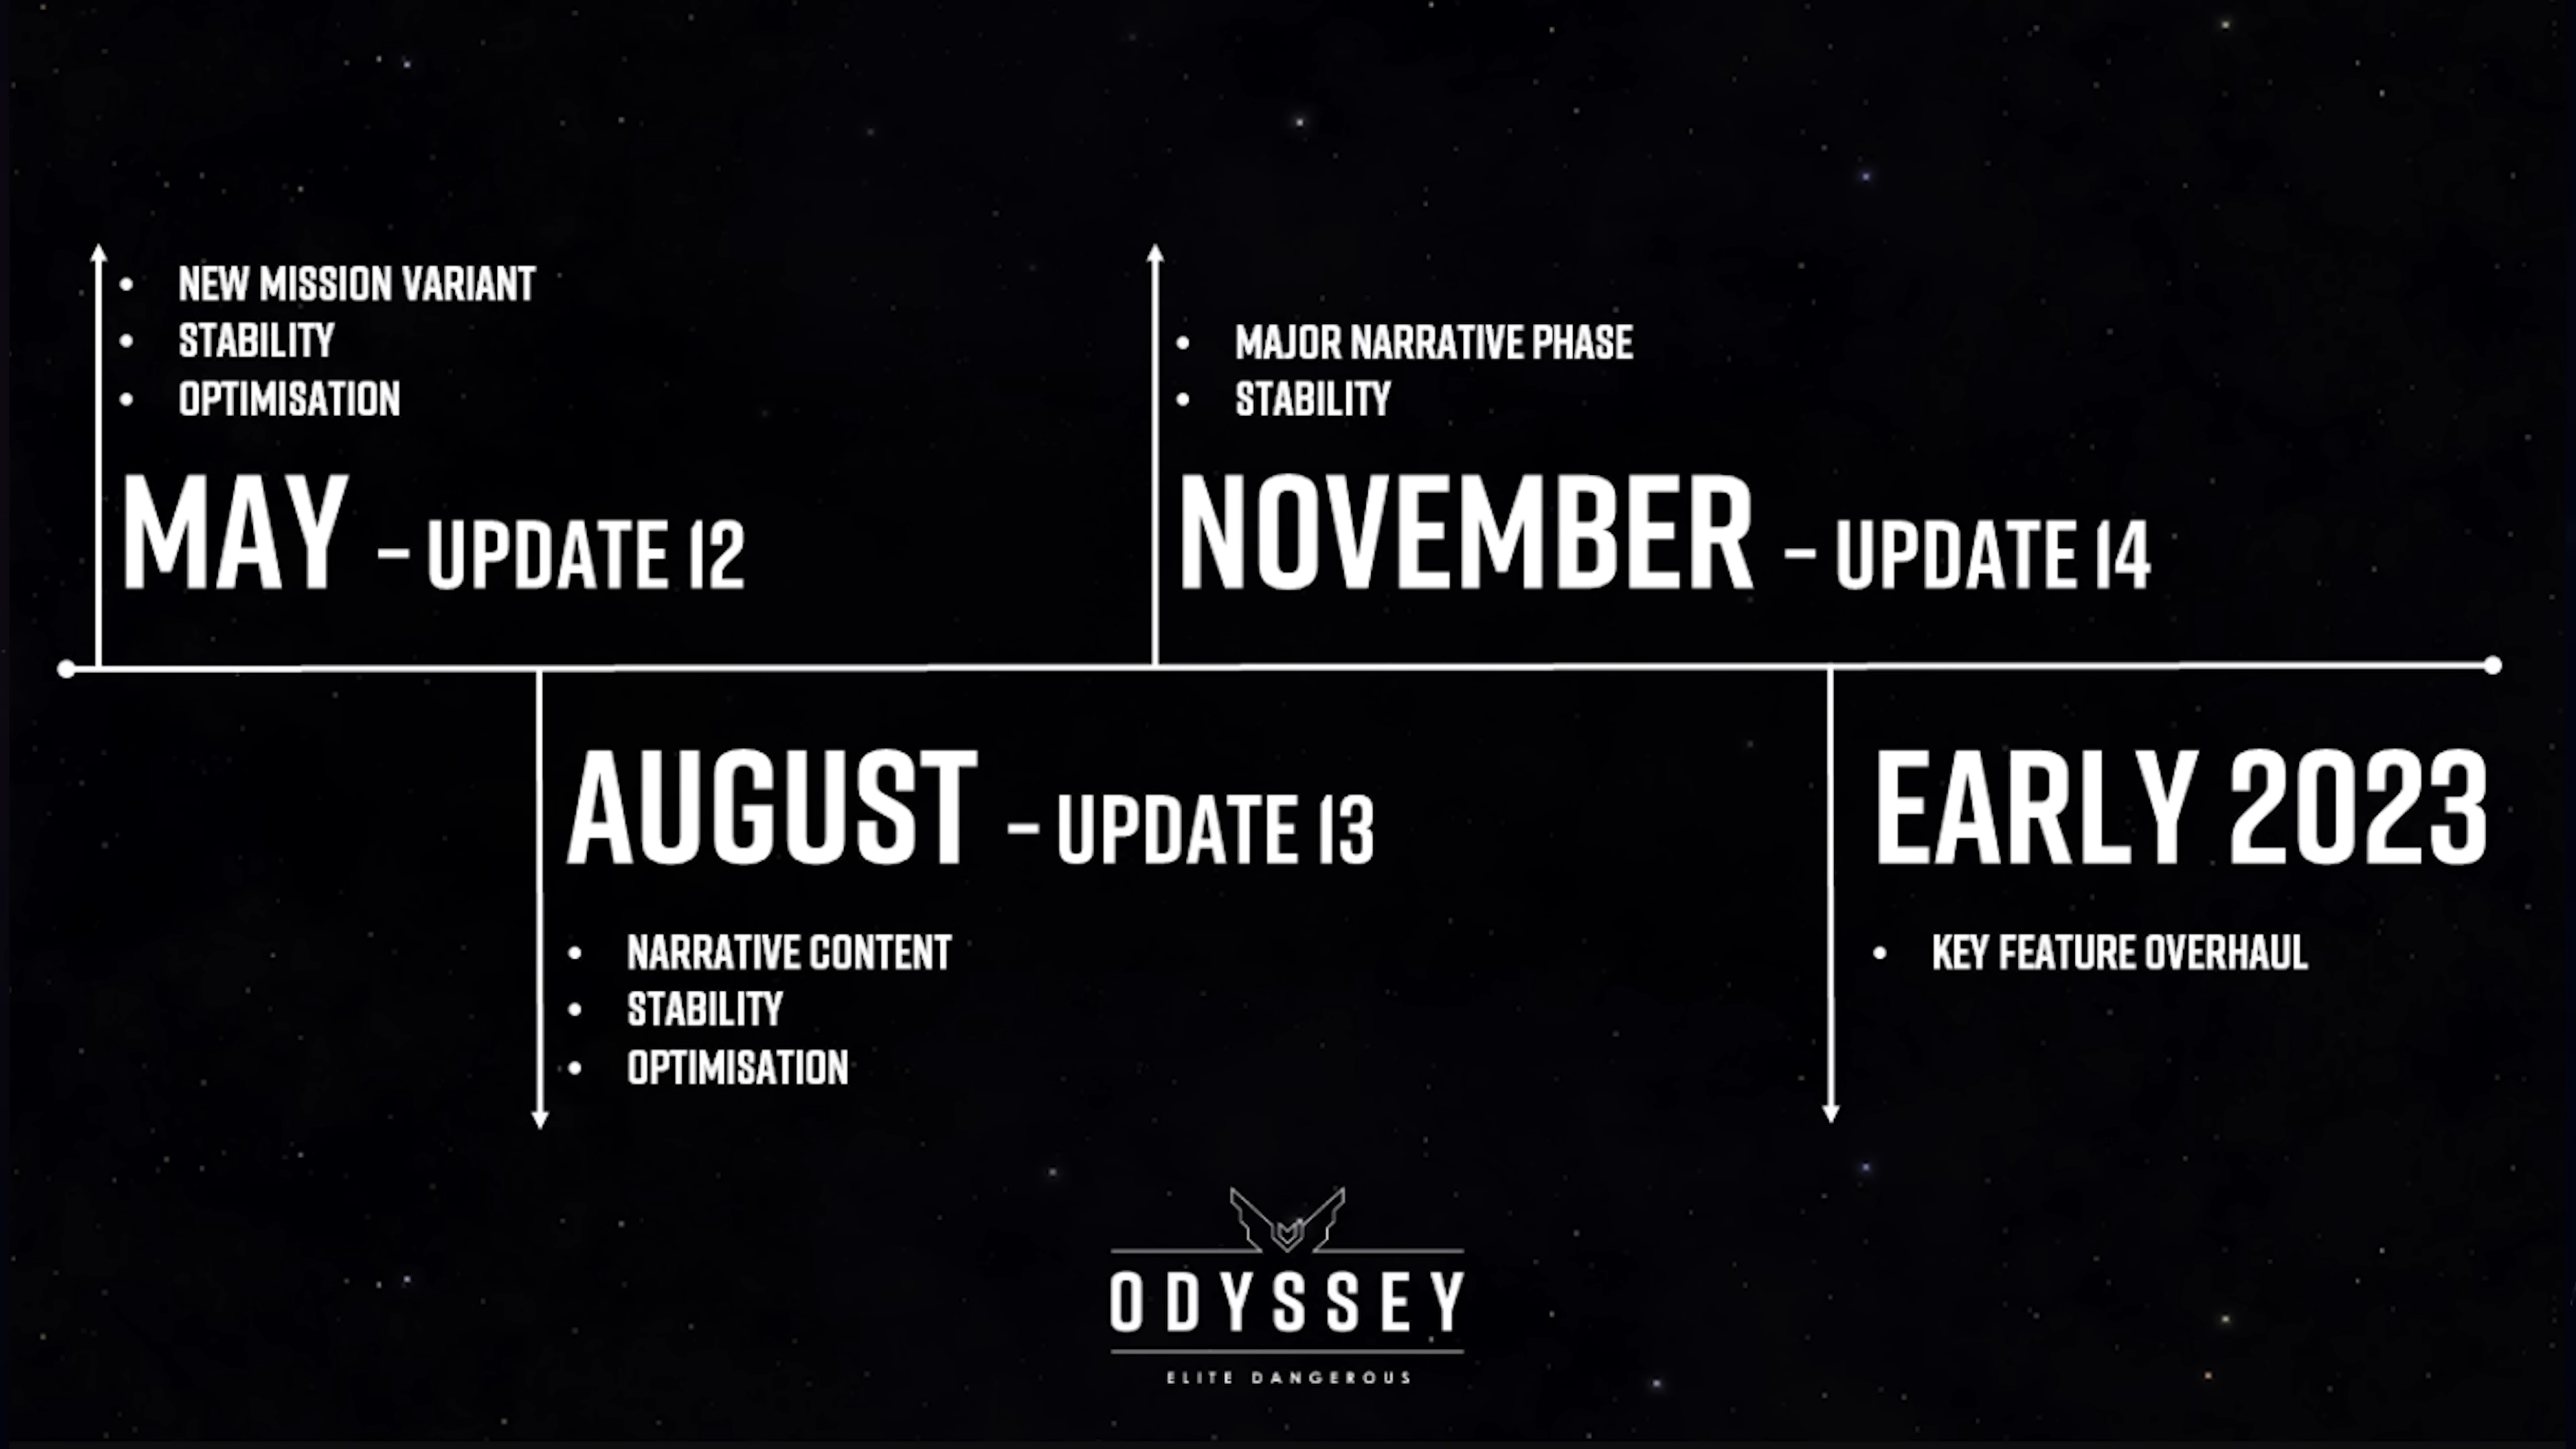 • NEW MISSION VARIANT
• STABILITY
• OPTIMISATION
MAY – UPDATE 12
• MAJOR NARRATIVE PHASE
• STABILITY
NOVEMBER – UPDATE 14
AUGUST – UPDATE 13
• NARRATIVE CONTENT
• STABILITY
• OPTIMISATION
EARLY 2023
• KEY FEATURE OVERHAUL
ODYSSEY
ELITE DANGEROUS